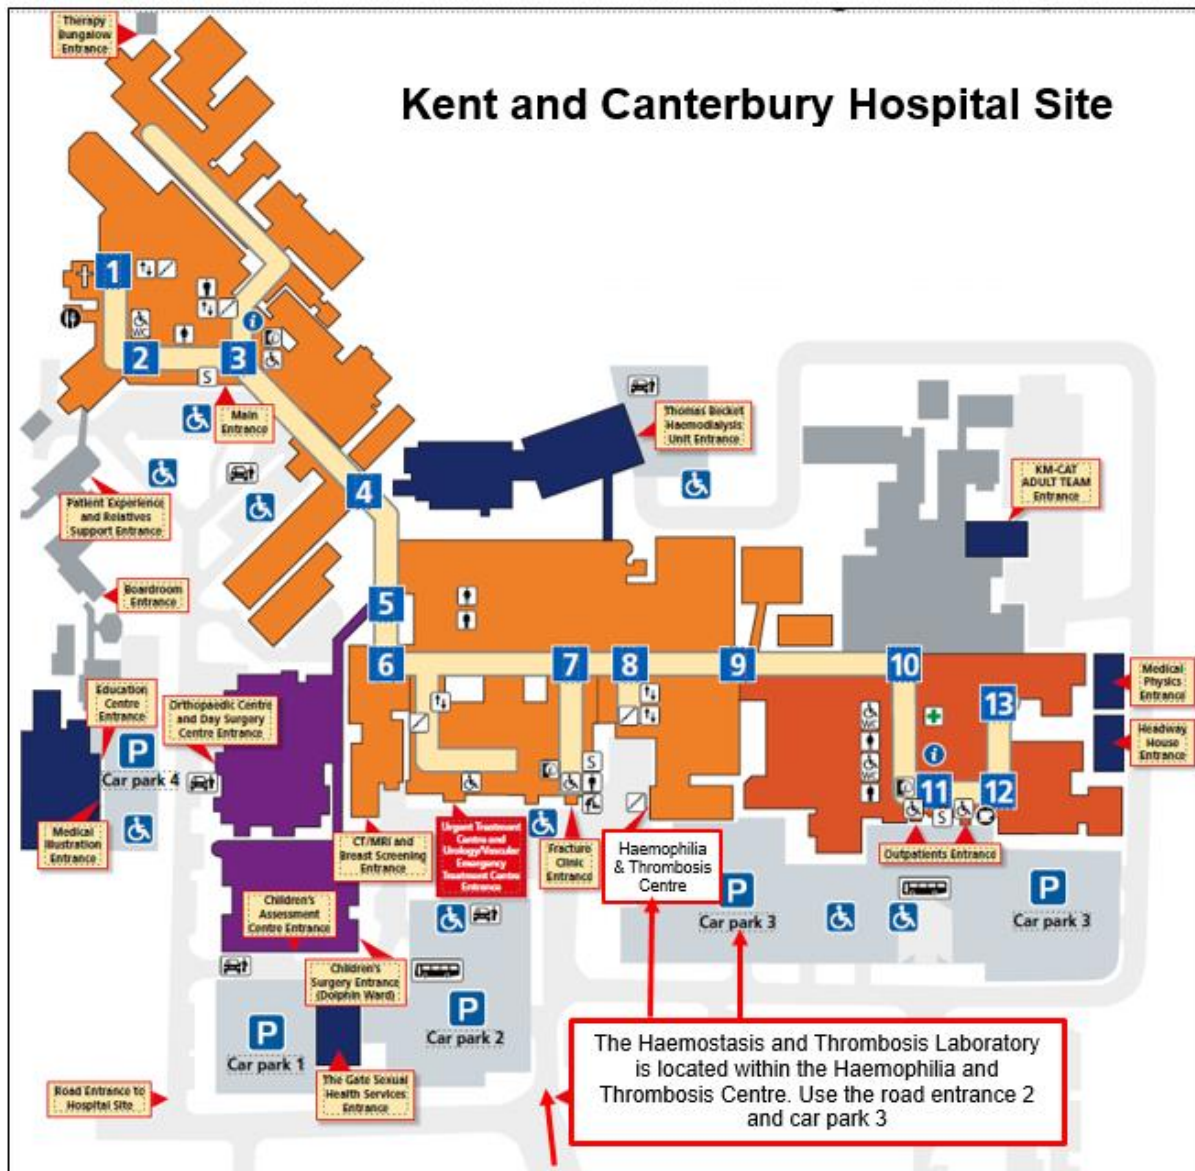 Therapy
Bungalow
Entrance
Kent and Canterbury Hospital Site
1
WC
2
3
i
S
Main
Entrance
Thomas Becket
Haemodialysis
Unit Entrance
4
KM-CAT
ADULT TEAM
Entrance
Patient Experience
and Relatives
Support Entrance
Boardroom
Entrance
5
6
7
8
9
10
Medical
Physics
Entrance
Education
Centre
Entrance
Orthopaedic Centre
and Day Surgery
Centre Entrance
13
WC
i
Headway
House
Entrance
P
Car park 4
S
WC
11
12
S
Medical
Illustration
Entrance
CT/MRI and
Breast Screening
Entrance
Urgent Treatment
Centre and
Urology/Vascular
Emergency
Treatment Centre
Entrance
Fracture
Clinic
Entrance
Haemophilia
& Thrombosis
Centre
Outpatients Entrance
Children's
Assessment
Centre Entrance
P
Car park 3
P
Car park 3
Children's
Surgery Entrance
(Dolphin Ward)
P
Car park 1
P
Car park 2
The Haemostasis and Thrombosis Laboratory
is located within the Haemophilia and
Thrombosis Centre. Use the road entrance 2
and car park 3
Road Entrance to
Hospital Site
The Gate Sexual
Health Services
Entrance